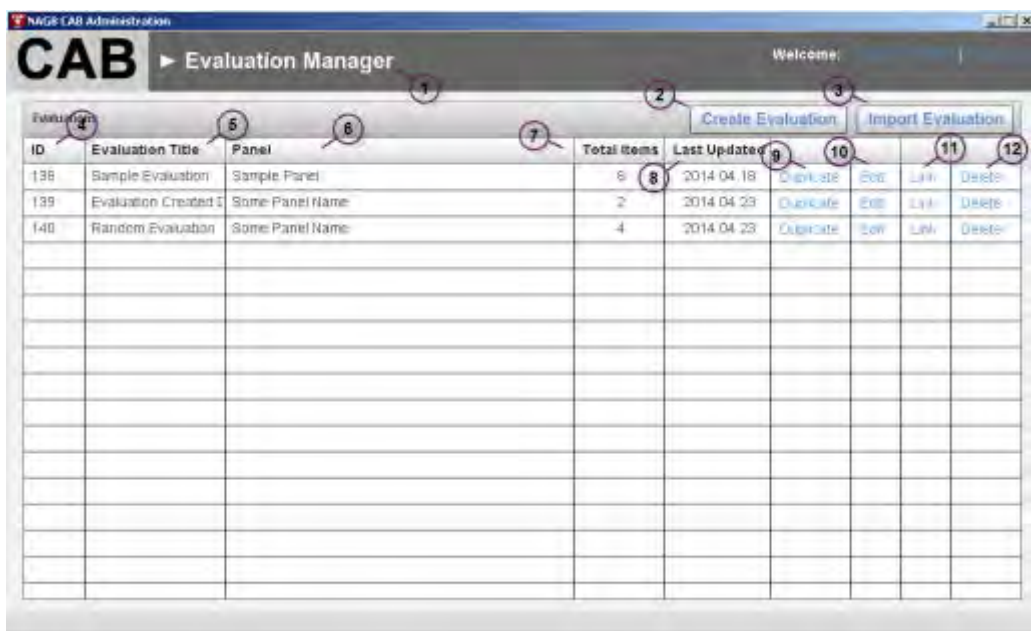 NAGB CAB Administration
CAB ► Evaluation Manager Welcome:
1
2 3
Evaluations Create Evaluation Import Evaluation
4 5 6 7 8 9 10 11 12
ID Evaluation Title Panel Total Items Last Updated
138 Sample Evaluation Sample Panel 6 2014 04 18 Duplicate Edit Link Delete
139 Evaluation Created Some Panel Name 2 2014 04 23 Duplicate Edit Link Delete
140 Random Evaluation Some Panel Name 4 2014 04 23 Duplicate Edit Link Delete